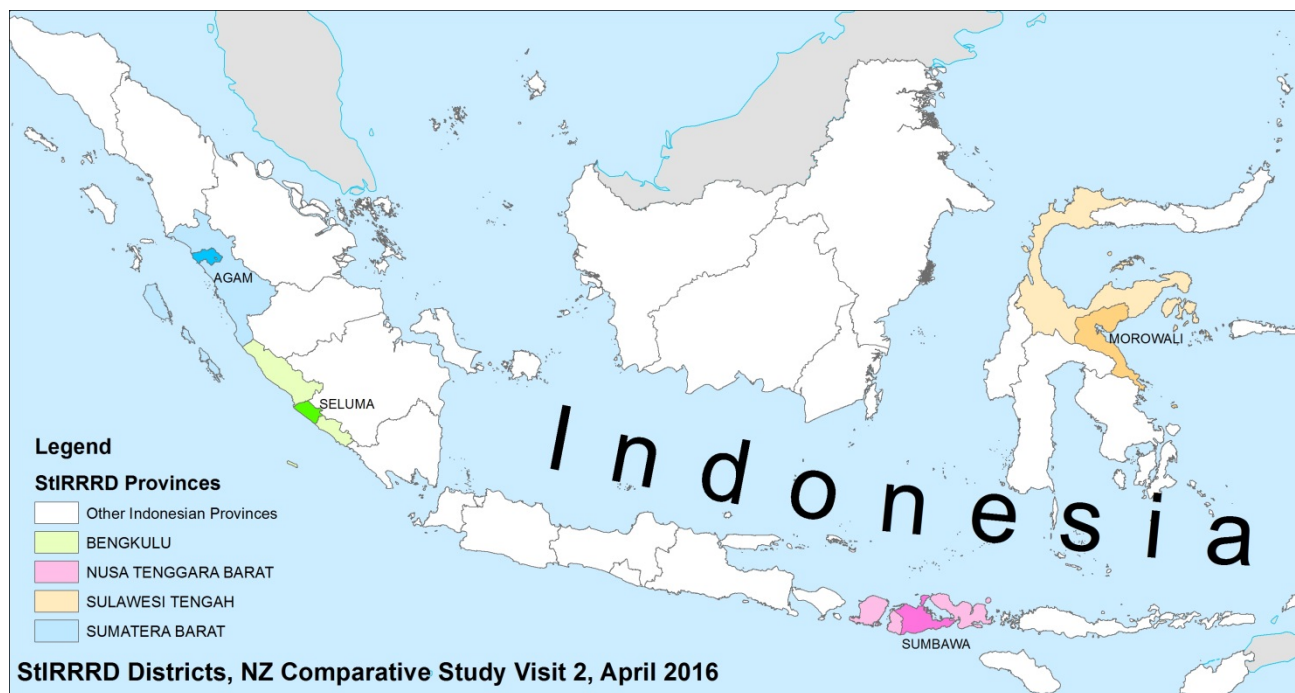 AGAM
SELUMA
MOROWALI
Indonesia
SUMBAWA
Legend
StIRRRD Provinces
Other Indonesian Provinces
BENGKULU
NUSA TENGGARA BARAT
SULAWESI TENGAH
SUMATERA BARAT
StIRRRD Districts, NZ Comparative Study Visit 2, April 2016